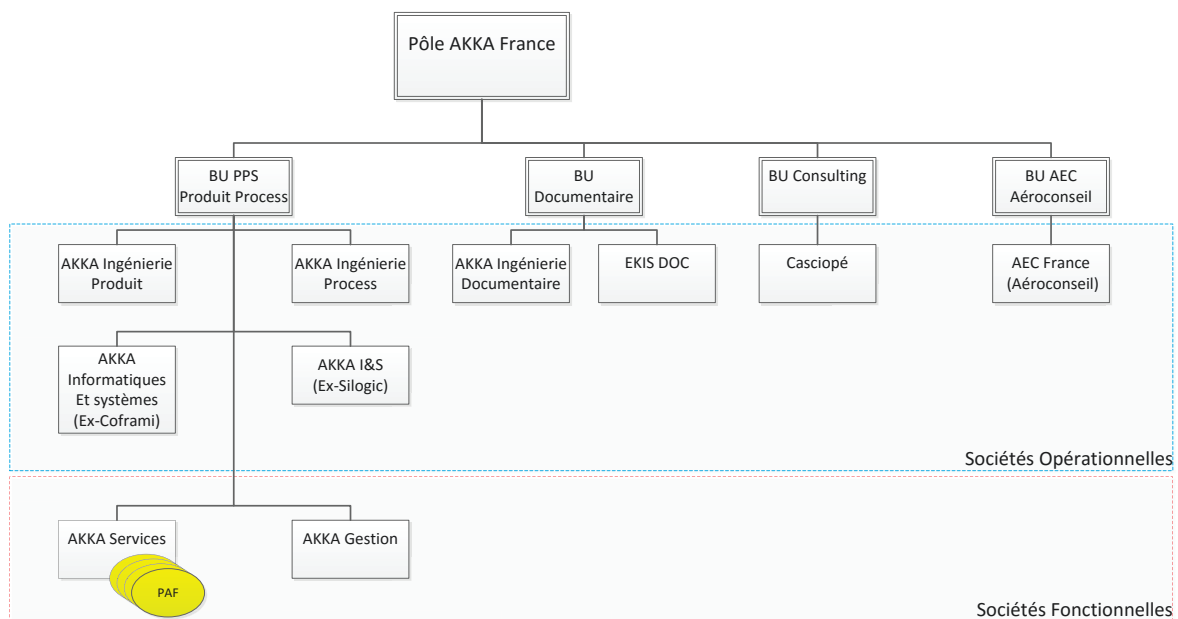 Pôle AKKA France
BU PPS
Produit Process
BU
Documentaire
BU Consulting
BU AEC
Aéroconseil
AKKA Ingénierie
Produit
AKKA Ingénierie
Process
AKKA Ingénierie
Documentaire
EKIS DOC
Casciopé
AEC France
(Aéroconseil)
AKKA
Informatiques
Et systèmes
(Ex-Coframi)
AKKA I&S
(Ex-Silogic)
Sociétés Opérationnelles
AKKA Services
AKKA Gestion
PAF
Sociétés Fonctionnelles